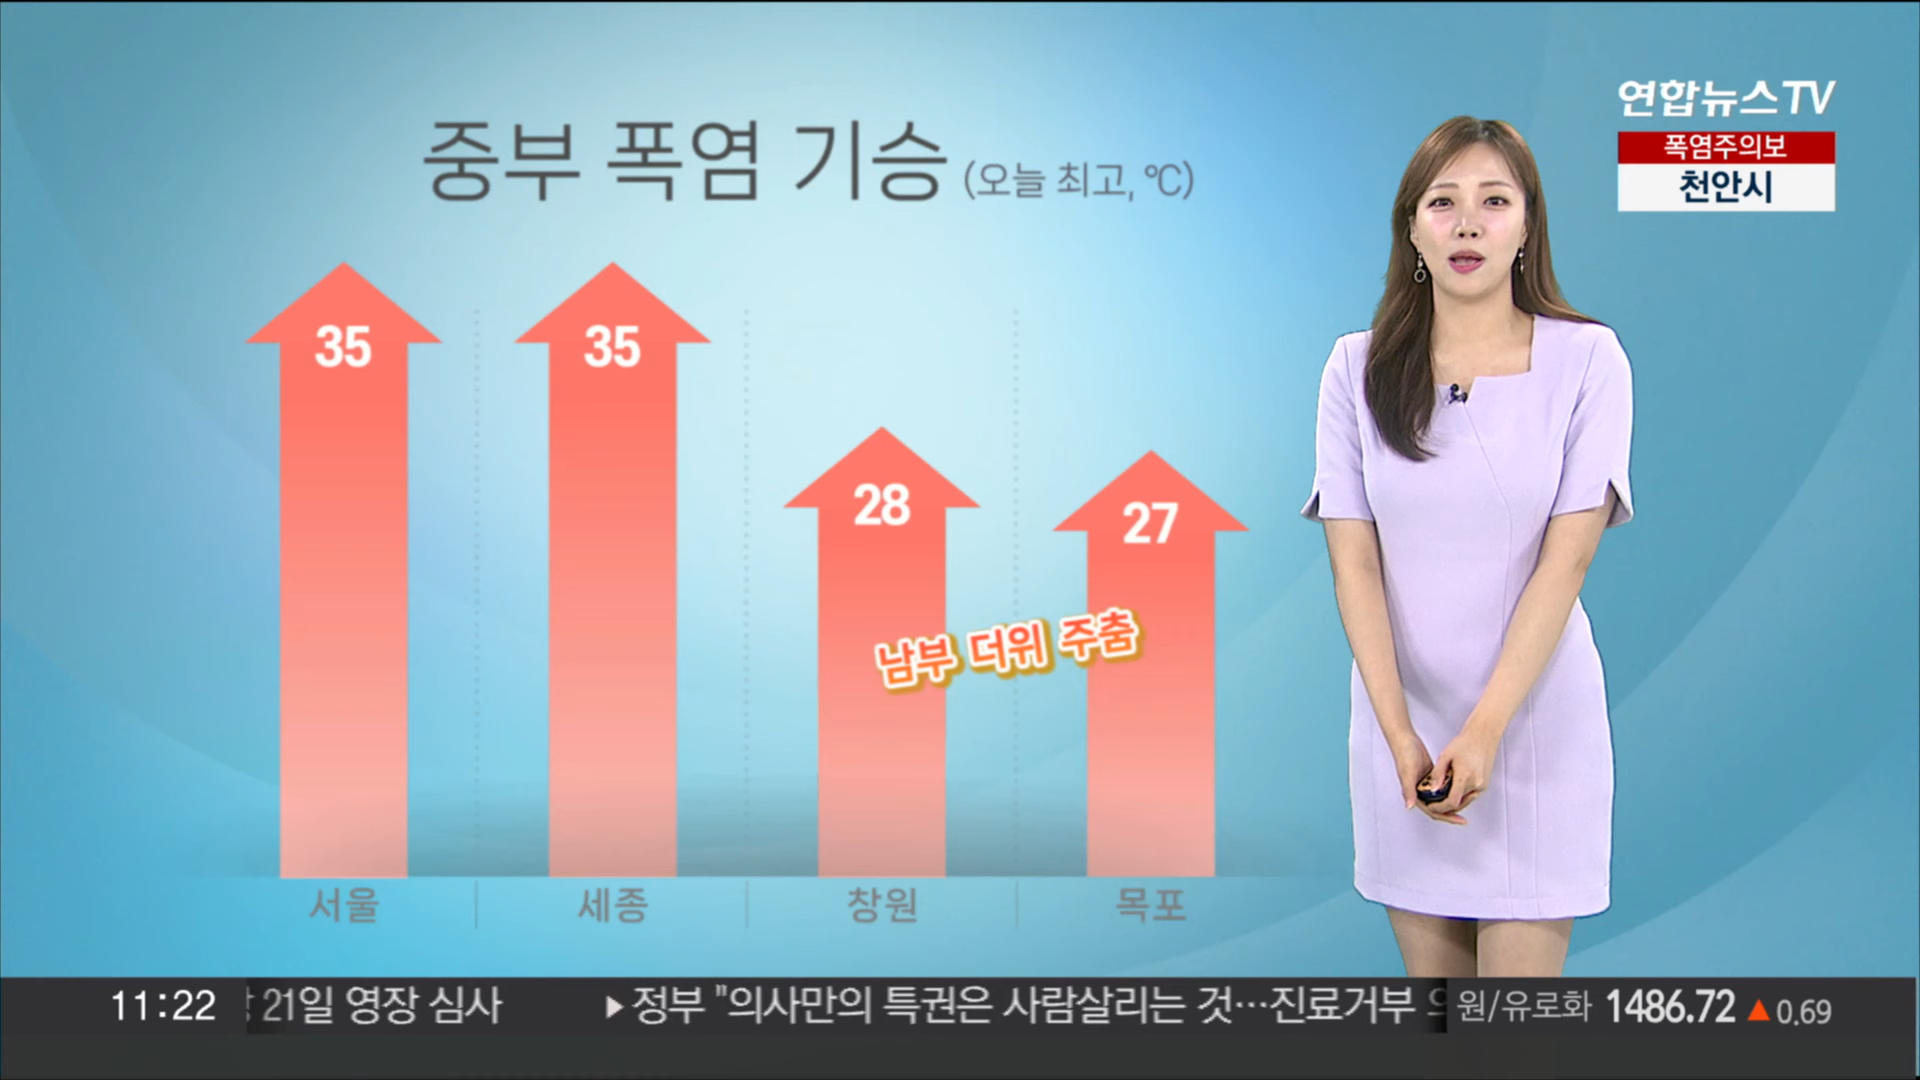 중부 폭염 기승 (오늘 최고, ℃)
연합뉴스TV
폭염주의보
천안시
35
35
28
27
남부 더위 주춤
서울
세종
창원
목포
11:22
21일 영장 심사
▶정부 "의사만의 특권은 사람살리는 것…진료거부
원/유로화 1486.72 ▲0.69